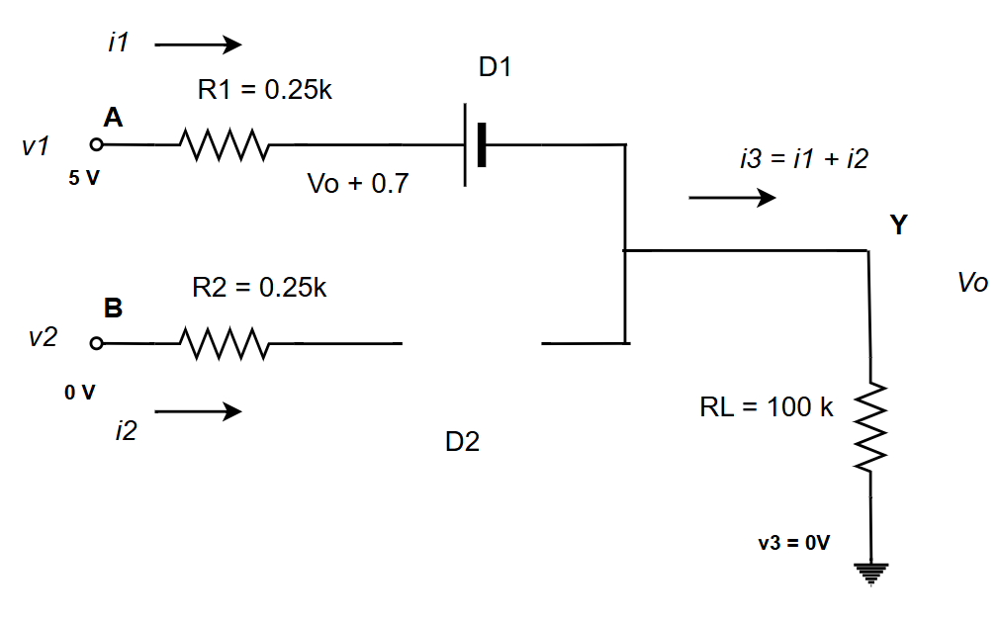 i1
D1
R1 = 0.25k
A
v1
5 V
Vo + 0.7
i3 = i1 + i2
Y
Vo
R2 = 0.25k
B
v2
0 V
i2
D2
RL = 100 k
v3 = 0V